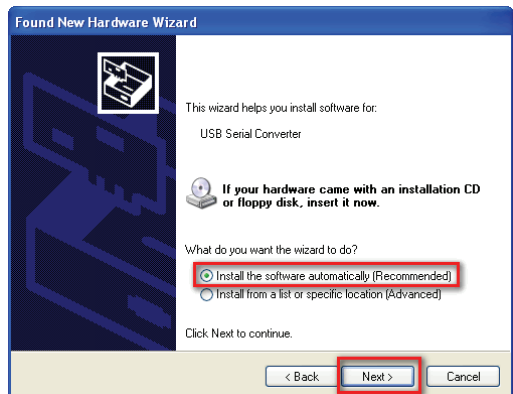 Found New Hardware Wizard
This wizard helps you install software for:
USB Serial Converter
If your hardware came with an installation CD
or floppy disk, insert it now.
What do you want the wizard to do?
Install the software automatically (Recommended)
Install from a list or specific location (Advanced)
Click Next to continue.
< Back Next > Cancel